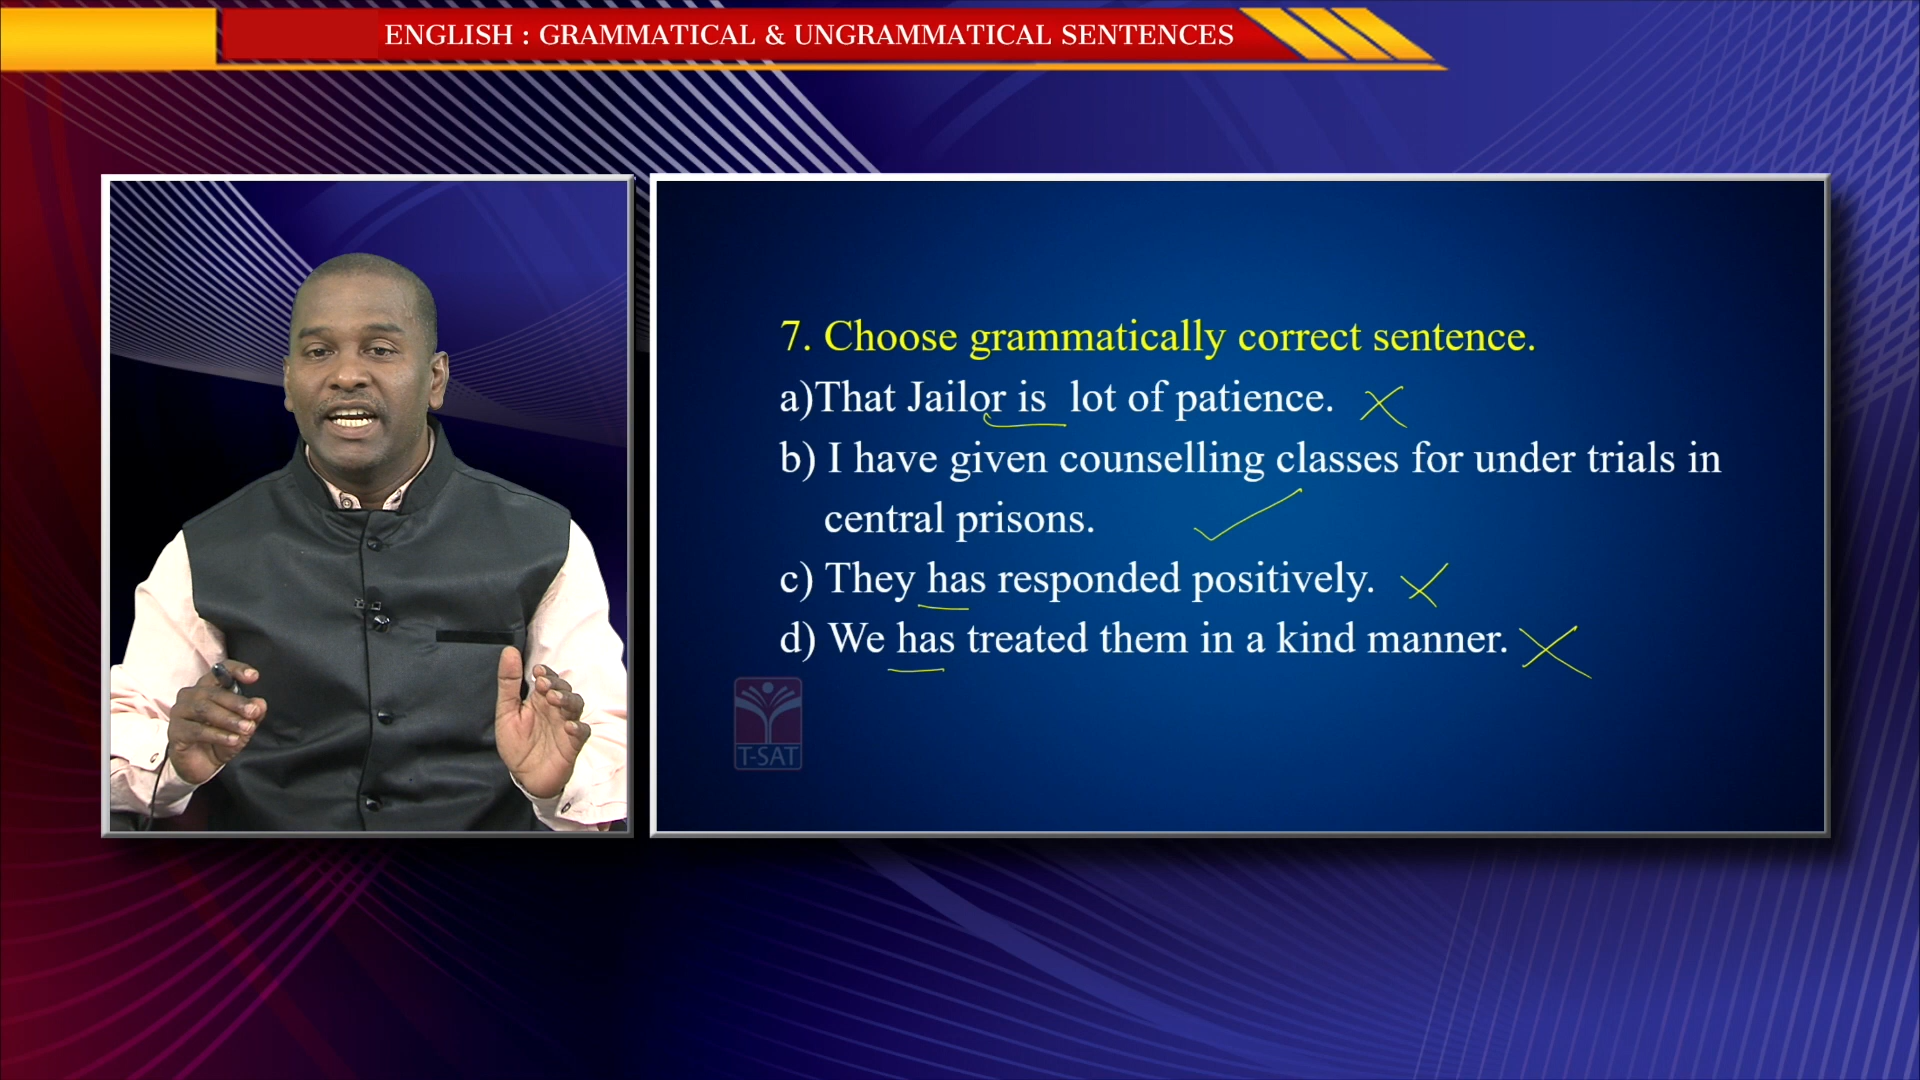 ENGLISH : GRAMMATICAL & UNGRAMMATICAL SENTENCES
7. Choose grammatically correct sentence.
a)That Jailor is lot of patience.
b) I have given counselling classes for under trials in
central prisons.
c) They has responded positively.
d) We has treated them in a kind manner.
T-SAT